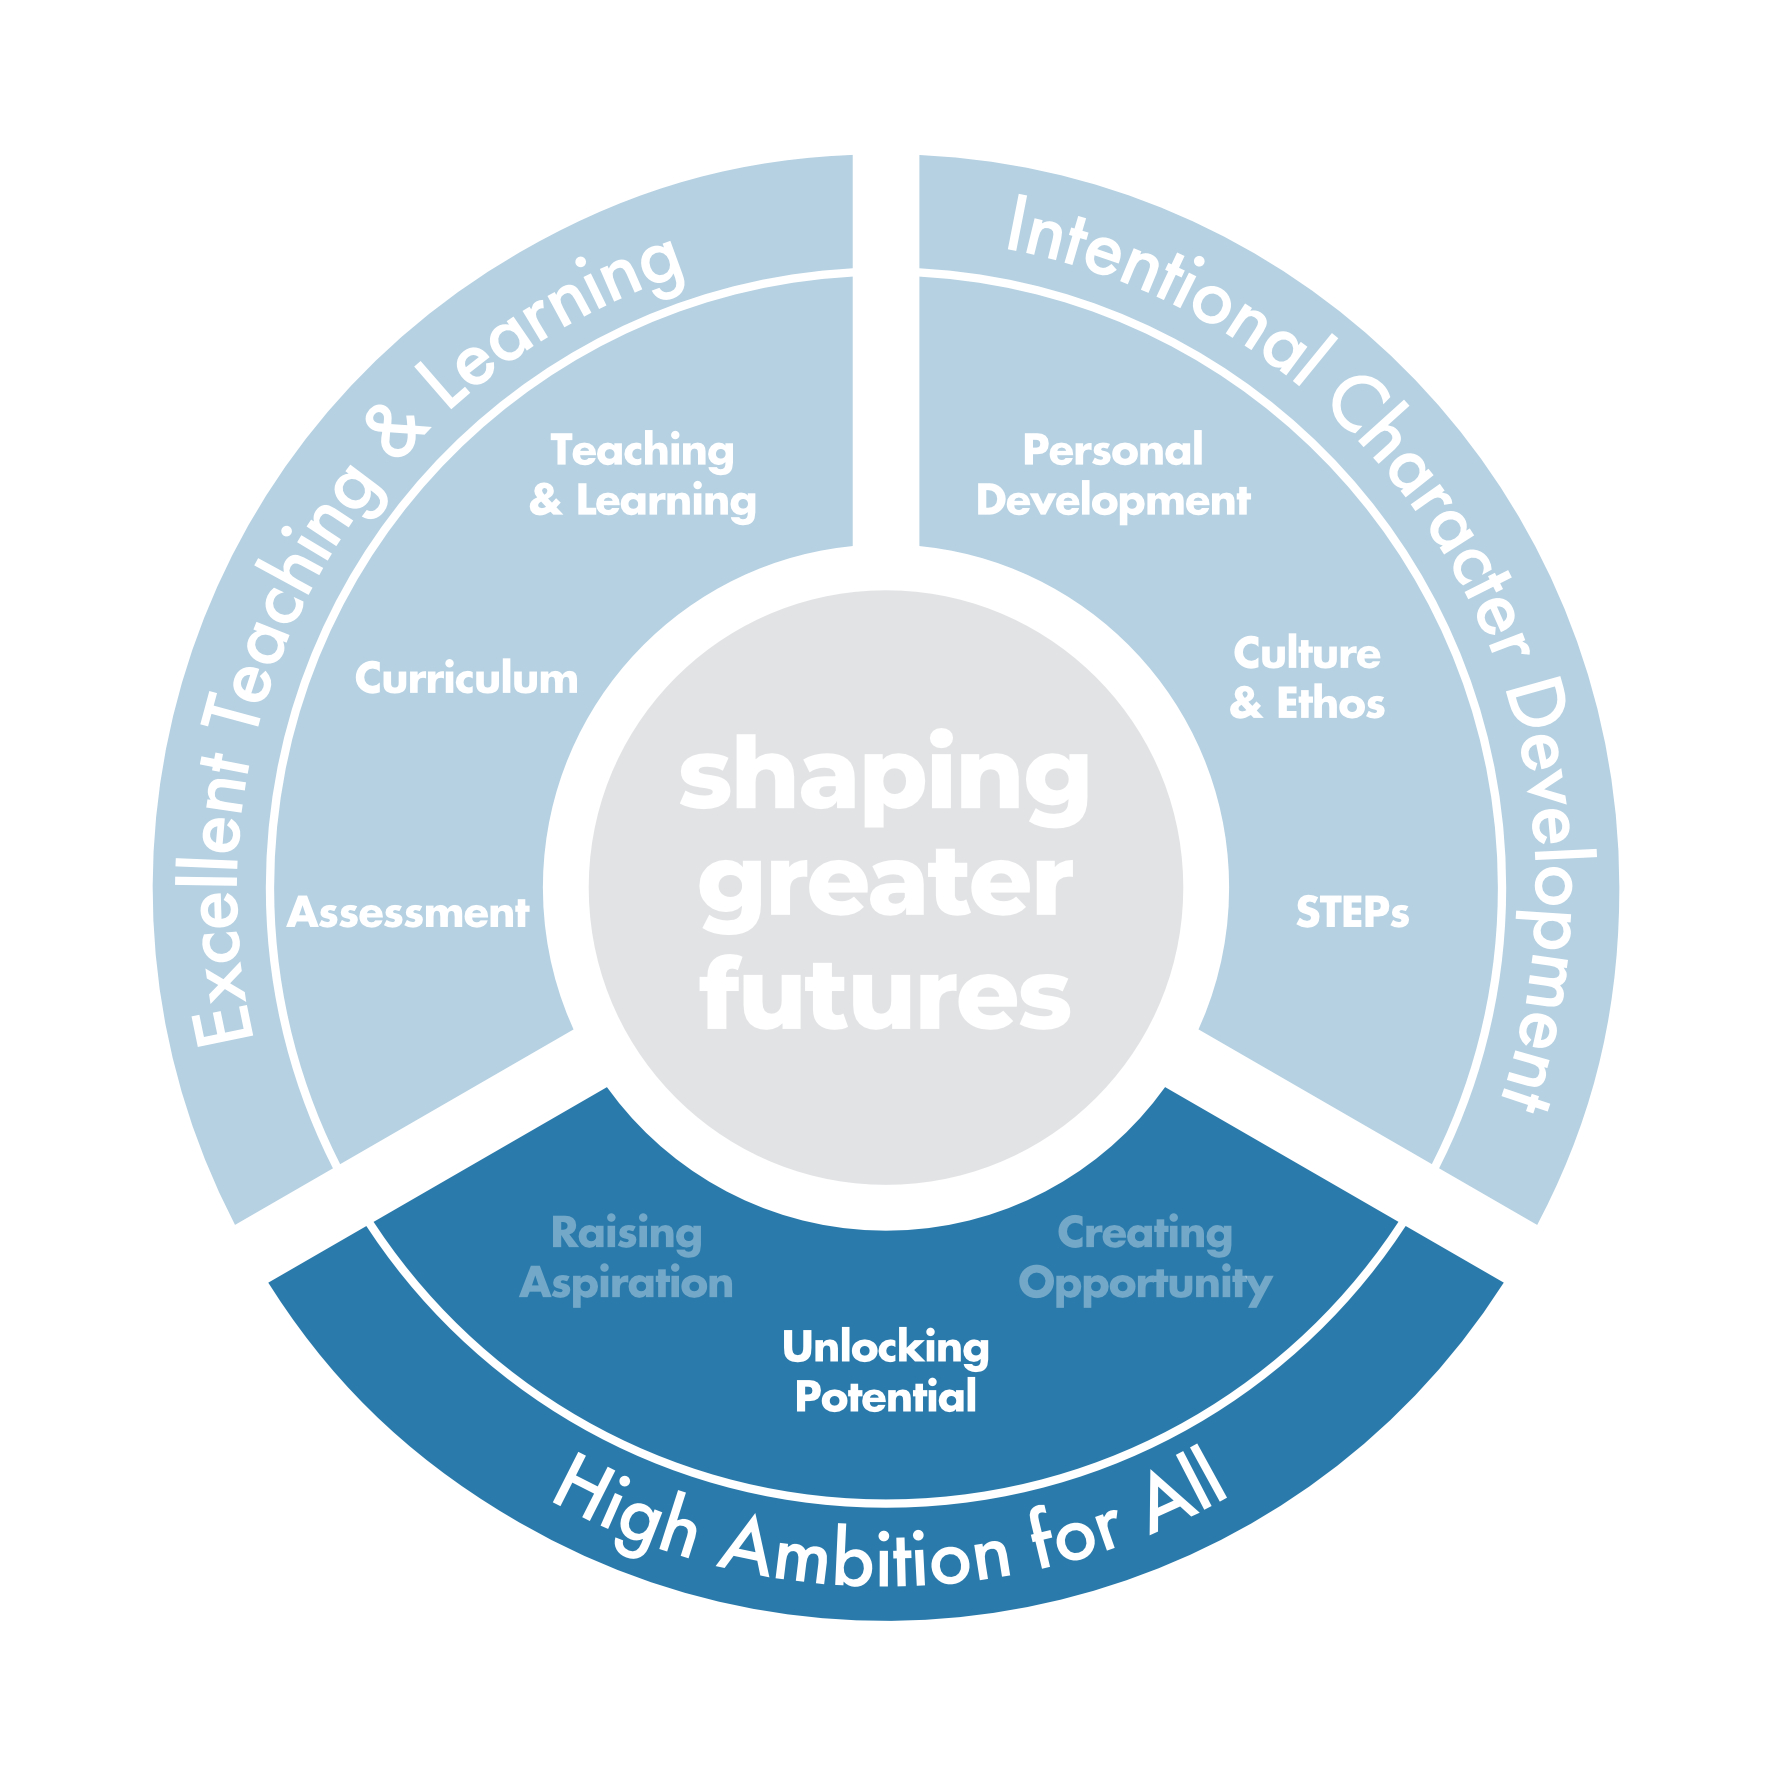 Excellent Teaching & Learning
Teaching
& Learning
Curriculum
Assessment
Intentional Character Development
Personal
Development
Culture
& Ethos
STEPs
shaping
greater
futures
Raising
Aspiration
Creating
Opportunity
Unlocking
Potential
High Ambition for All